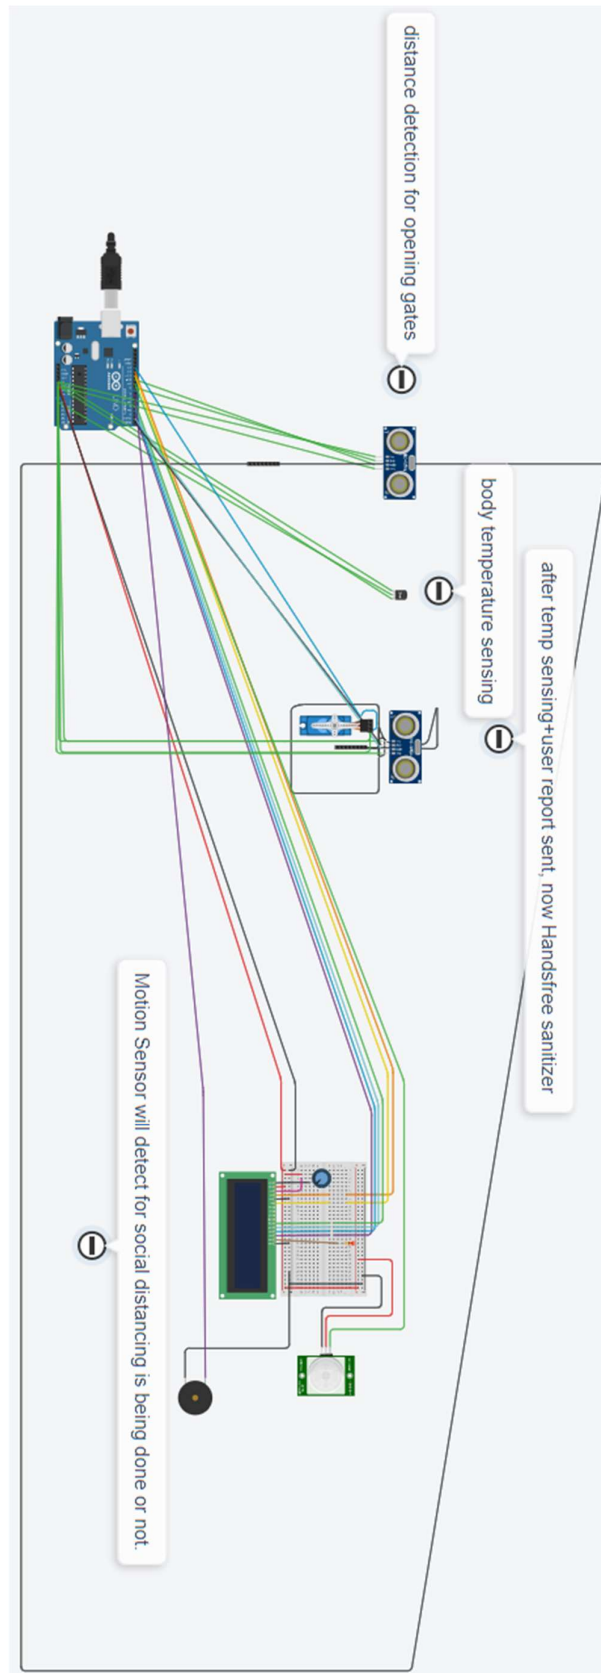 distance detection for opening gates
body temperature sensing
after temp sensing+user report sent, now Handsfree sanitizer
Motion Sensor will detect for social distancing is being done or not.
UNO